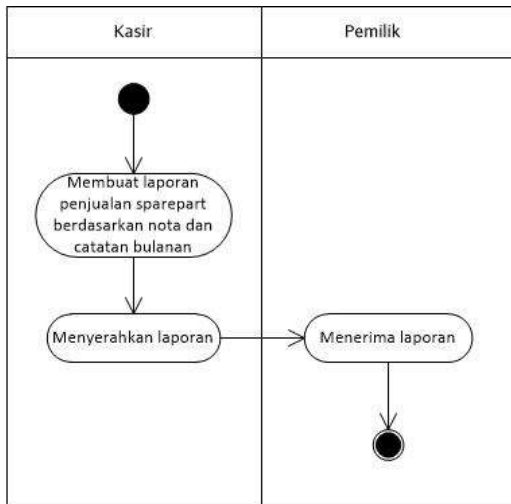 Kasir
Pemilik
Membuat laporan
penjualan sparepart
berdasarkan nota dan
catatan bulanan
Menyerahkan laporan
Menerima laporan